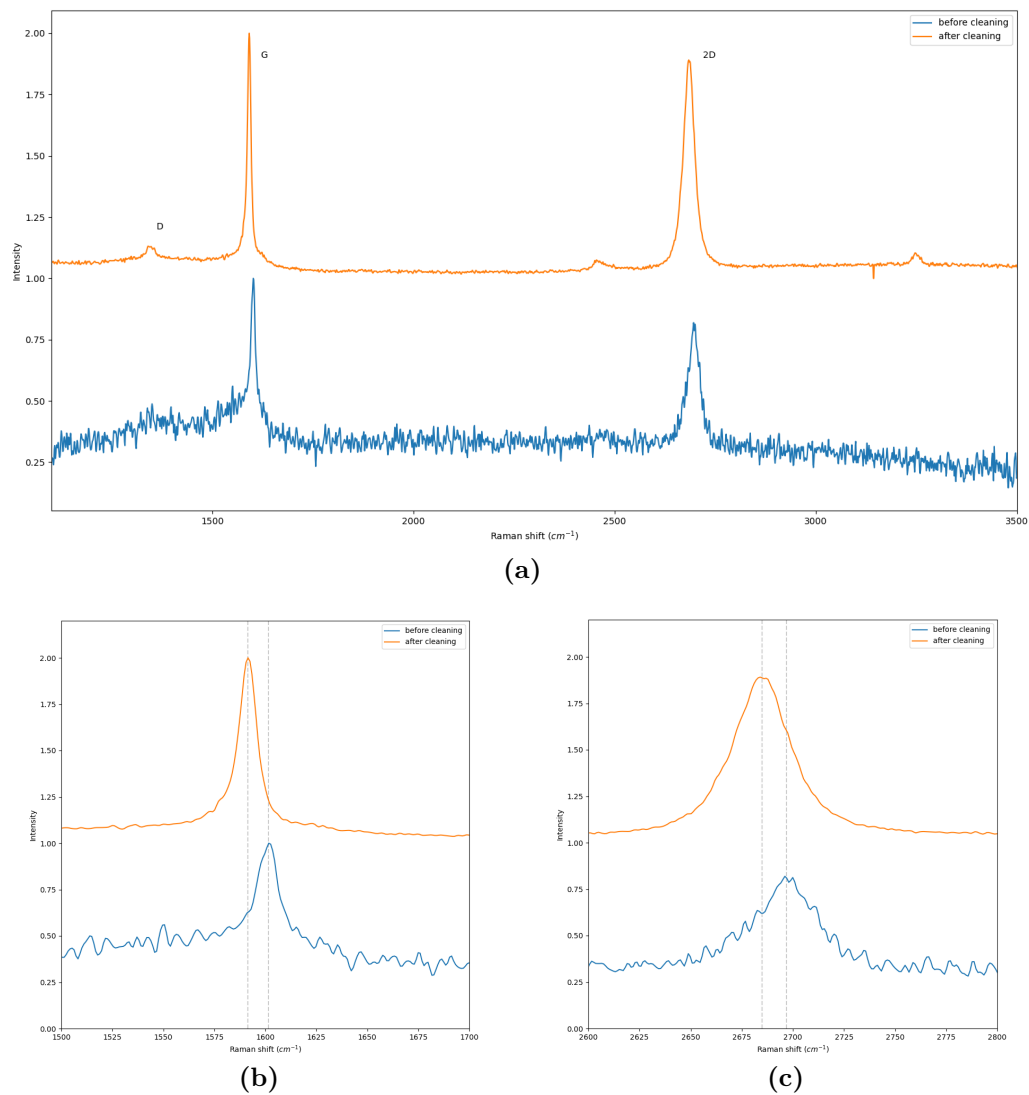 before cleaning
after cleaning
G
2D
D
Intensity
2.00
1.75
1.50
1.25
1.00
0.75
0.50
0.25
1500 2000 2500 3000 3500
Raman shift (cm⁻¹)
(a)
before cleaning
after cleaning
Intensity
2.00
1.75
1.50
1.25
1.00
0.75
0.50
0.25
0.00
1500 1525 1550 1575 1600 1625 1650 1675 1700
Raman shift (cm⁻¹)
(b)
before cleaning
after cleaning
Intensity
2.00
1.75
1.50
1.25
1.00
0.75
0.50
0.25
0.00
2600 2625 2650 2675 2700 2725 2750 2775 2800
Raman shift (cm⁻¹)
(c)